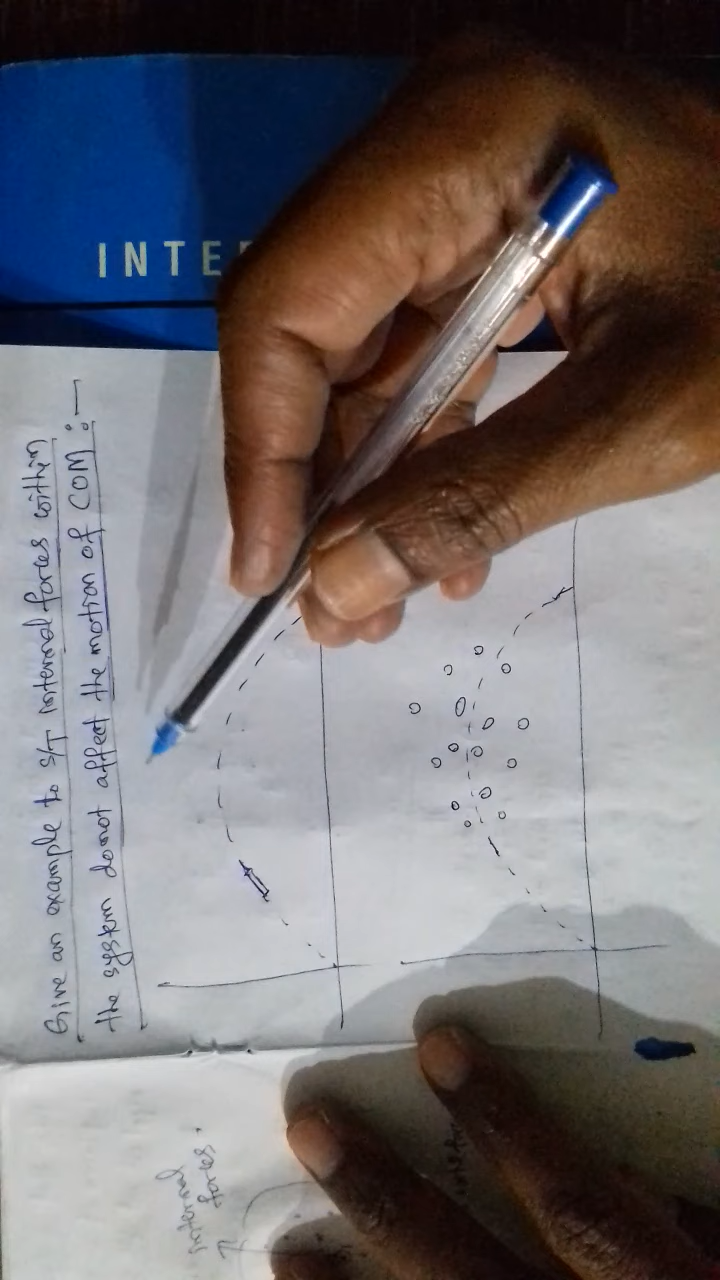 INTE
Give an example to S/T internal forces within
the system donot affect the motion of COM :—
internal
forces.